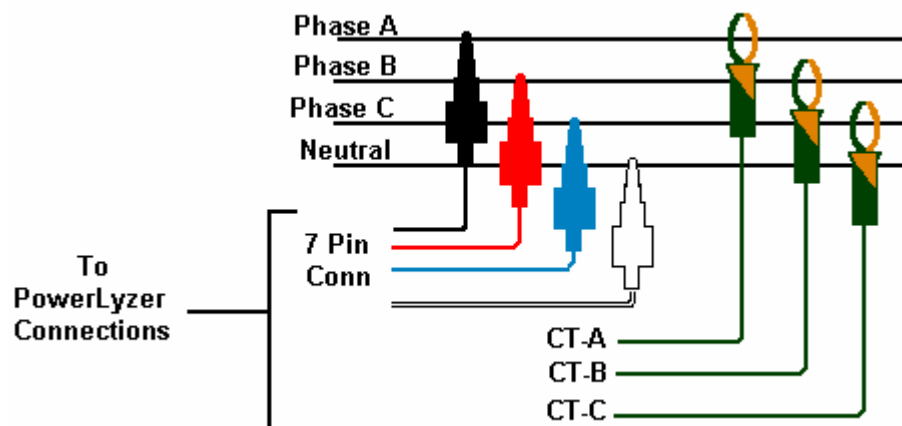 Phase A
Phase B
Phase C
Neutral
7 Pin
Conn
To
PowerLyzer
Connections
CT-A
CT-B
CT-C